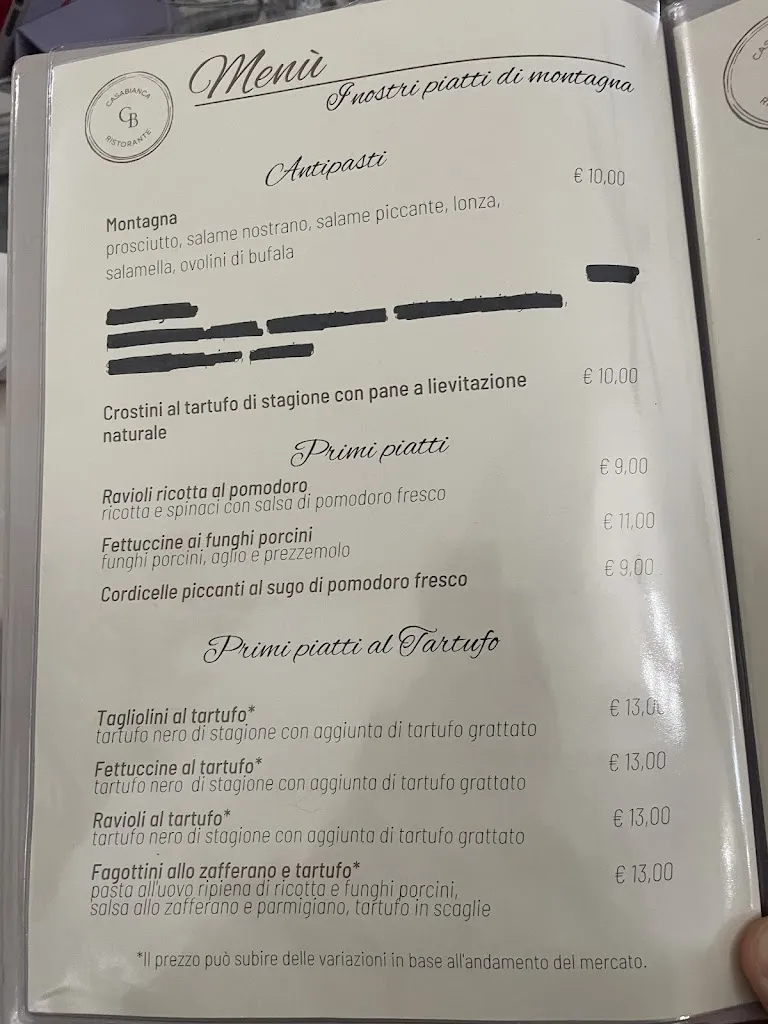 CASABIANCA
CB
RISTORANTE
Menù
I nostri piatti di montagna
Antipasti
Montagna € 10,00
prosciutto, salame nostrano, salame piccante, lonza,
salamella, ovolini di bufala
Crostini al tartufo di stagione con pane a lievitazione € 10,00
naturale
Primi piatti
Ravioli ricotta al pomodoro € 9,00
ricotta e spinaci con salsa di pomodoro fresco
Fettuccine ai funghi porcini € 11,00
funghi porcini, aglio e prezzemolo
Cordicelle piccanti al sugo di pomodoro fresco € 9,00
Primi piatti al Tartufo
Tagliolini al tartufo* € 13,00
tartufo nero di stagione con aggiunta di tartufo grattato
Fettuccine al tartufo* € 13,00
tartufo nero di stagione con aggiunta di tartufo grattato
Ravioli al tartufo* € 13,00
tartufo nero di stagione con aggiunta di tartufo grattato
Fagottini allo zafferano e tartufo* € 13,00
pasta all'uovo ripiena di ricotta e funghi porcini,
salsa allo zafferano e parmigiano, tartufo in scaglie
*Il prezzo può subire delle variazioni in base all'andamento del mercato.